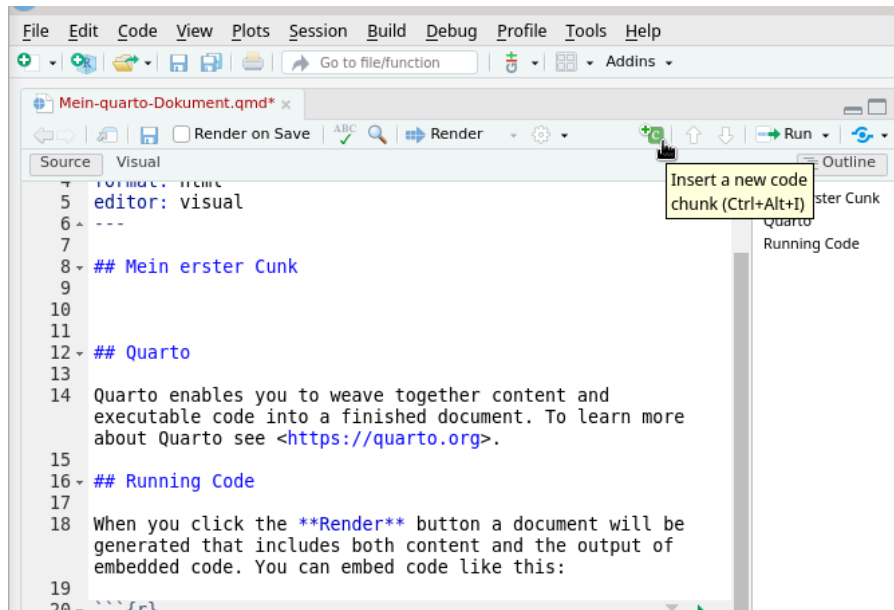 File Edit Code View Plots Session Build Debug Profile Tools Help
Go to file/function Addins
Mein-quarto-Dokument.qmd* ×
Render on Save ABC Render Run
Source Visual Outline
Insert a new code
chunk (Ctrl+Alt+I)
4 format: html
5 editor: visual
6 ---
7
8 ## Mein erster Cunk
9
10
11
12 ## Quarto
13
14 Quarto enables you to weave together content and
executable code into a finished document. To learn more
about Quarto see <https://quarto.org>.
15
16 ## Running Code
17
18 When you click the **Render** button a document will be
generated that includes both content and the output of
embedded code. You can embed code like this:
19
20 ```{r}
ster Cunk
Quarto
Running Code